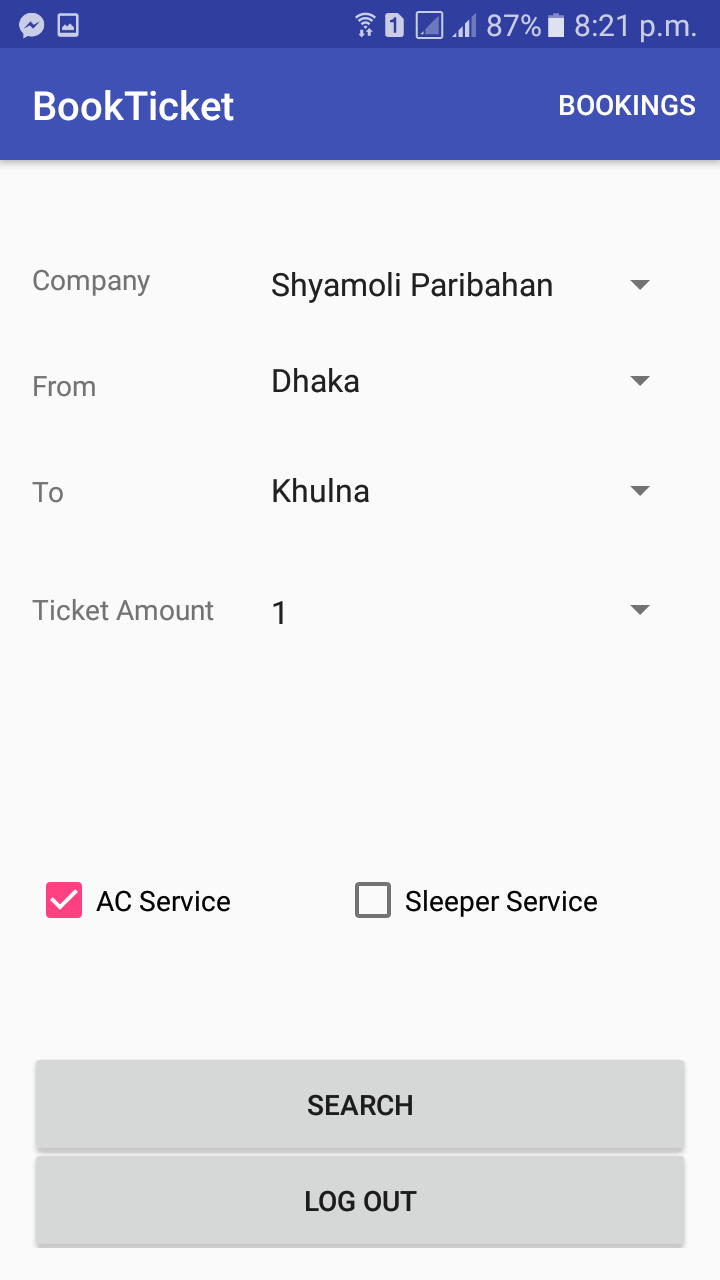 1 87% 8:21 p.m.
BookTicket BOOKINGS
Company Shyamoli Paribahan
From Dhaka
To Khulna
Ticket Amount 1
AC Service Sleeper Service
SEARCH
LOG OUT